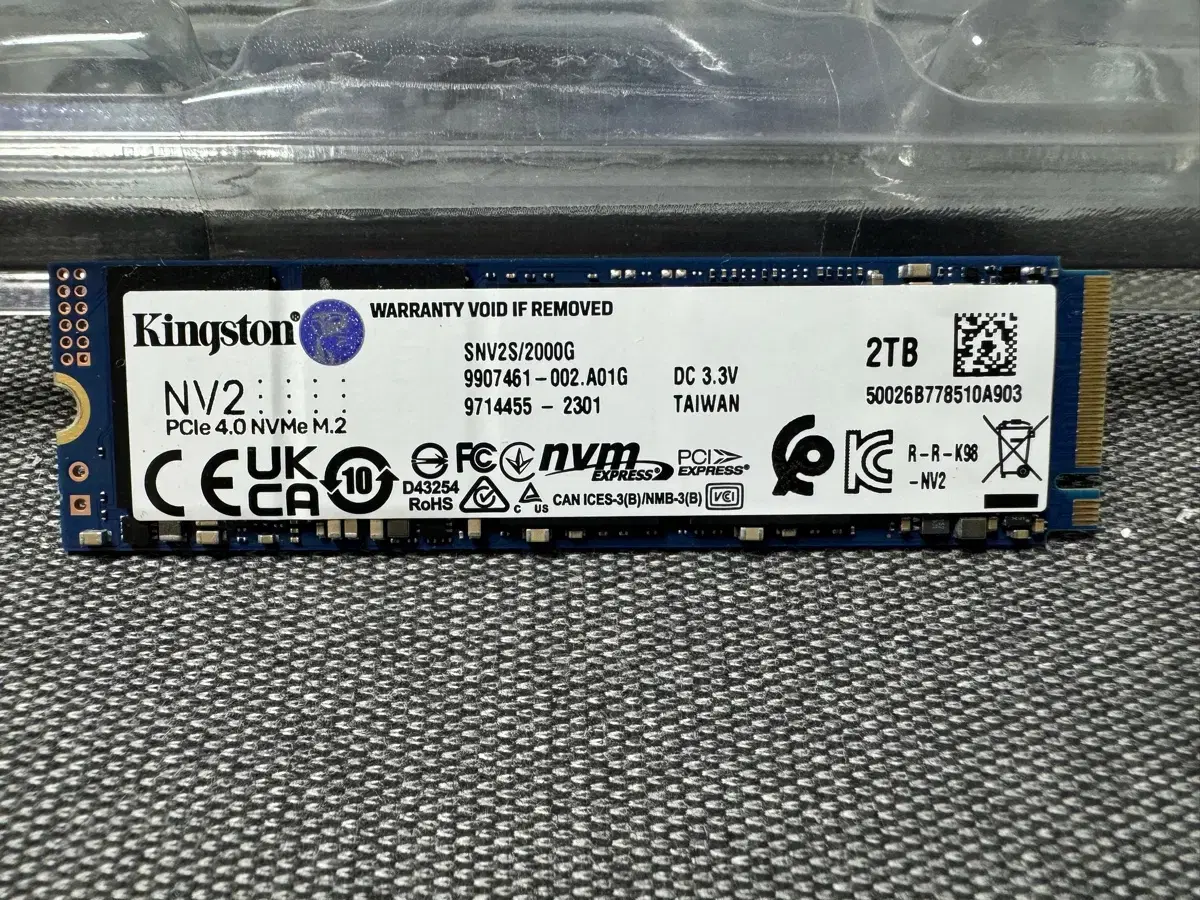 Kingston®
WARRANTY VOID IF REMOVED
SNV2S/2000G
9907461-002.A01G
9714455 - 2301
DC 3.3V
TAIWAN
2TB
50026B778510A903
NV2
PCIe 4.0 NVMe M.2
CE
UK
CA
10
D43254
RoHS
FC
nvm
EXPRESS
PCI
EXPRESS®
C US
CAN ICES-3(B)/NMB-3(B)
VCI
R-R-K98
-NV2